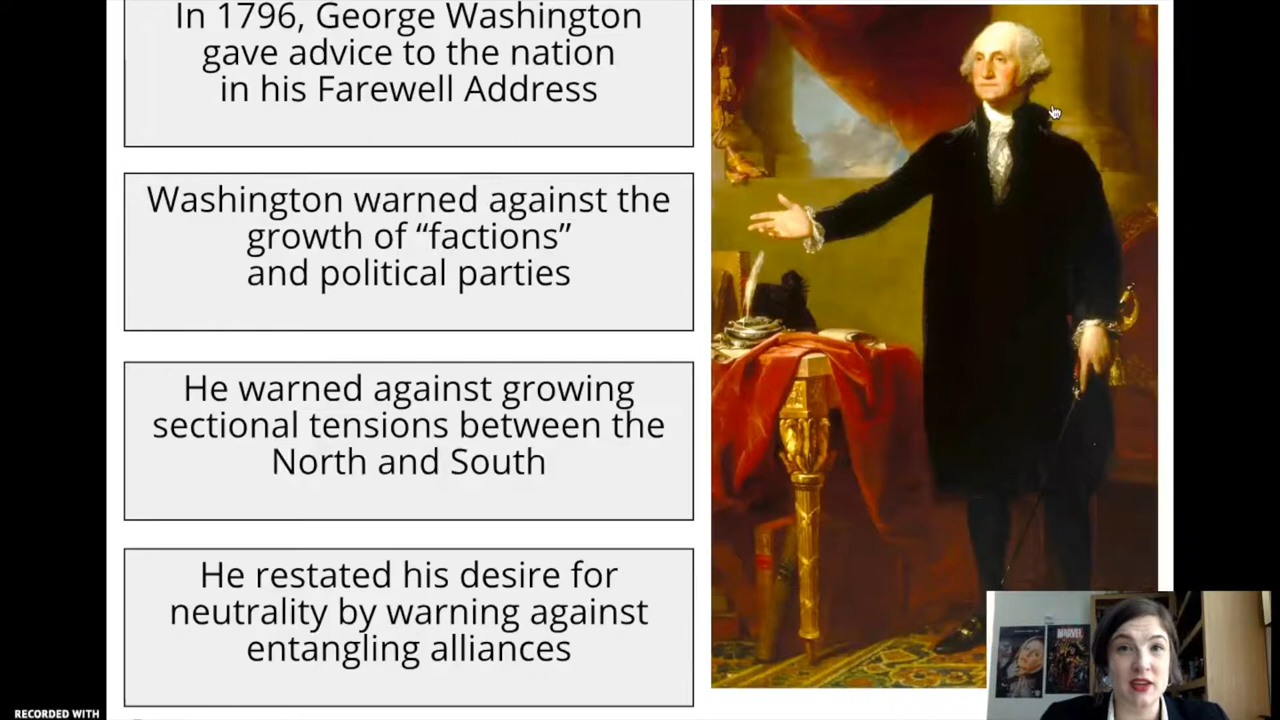 In 1796, George Washington
gave advice to the nation
in his Farewell Address
Washington warned against the
growth of “factions”
and political parties
He warned against growing
sectional tensions between the
North and South
He restated his desire for
neutrality by warning against
entangling alliances
MARVEL
RECORDED WITH